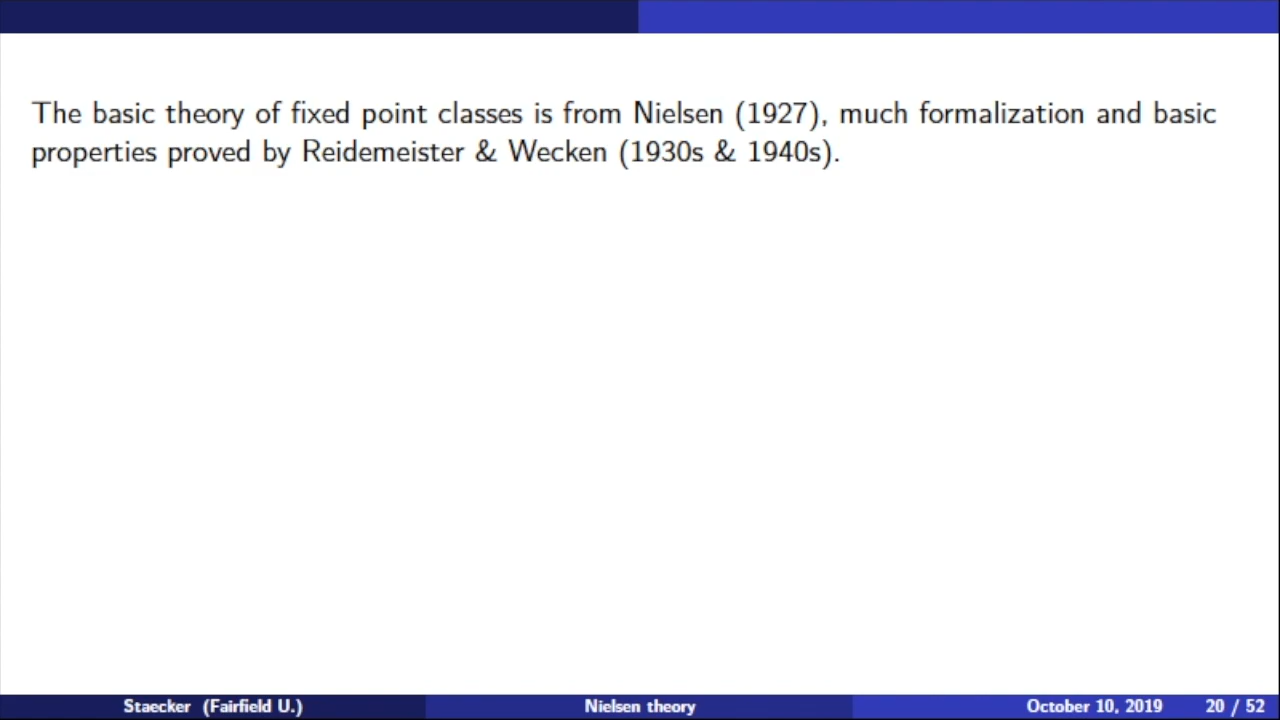 The basic theory of fixed point classes is from Nielsen (1927), much formalization and basic
properties proved by Reidemeister & Wecken (1930s & 1940s).
Staecker (Fairfield U.) Nielsen theory October 10, 2019 20 / 52